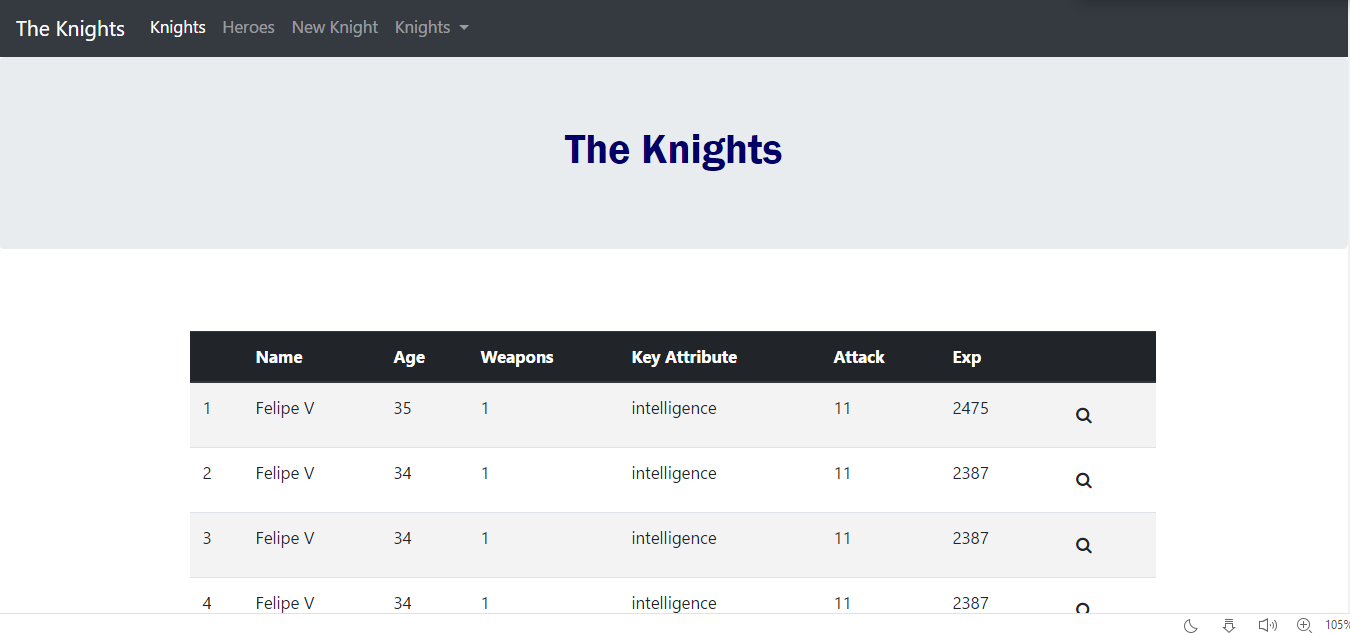 The Knights Knights Heroes New Knight Knights
The Knights
Name Age Weapons Key Attribute Attack Exp
1 Felipe V 35 1 intelligence 11 2475
2 Felipe V 34 1 intelligence 11 2387
3 Felipe V 34 1 intelligence 11 2387
4 Felipe V 34 1 intelligence 11 2387
105%